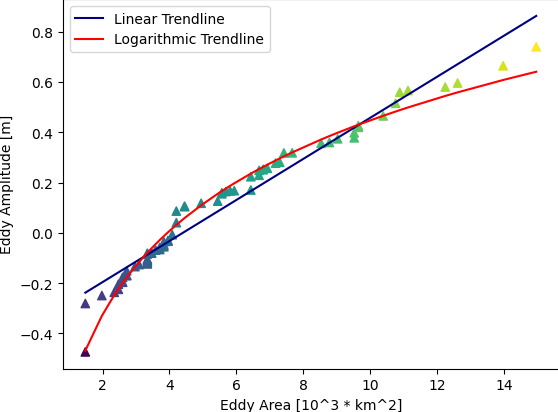 Linear Trendline
Logarithmic Trendline
0.8
0.6
0.4
0.2
0.0
−0.2
−0.4
Eddy Amplitude [m]
2 4 6 8 10 12 14
Eddy Area [10^3 * km^2]